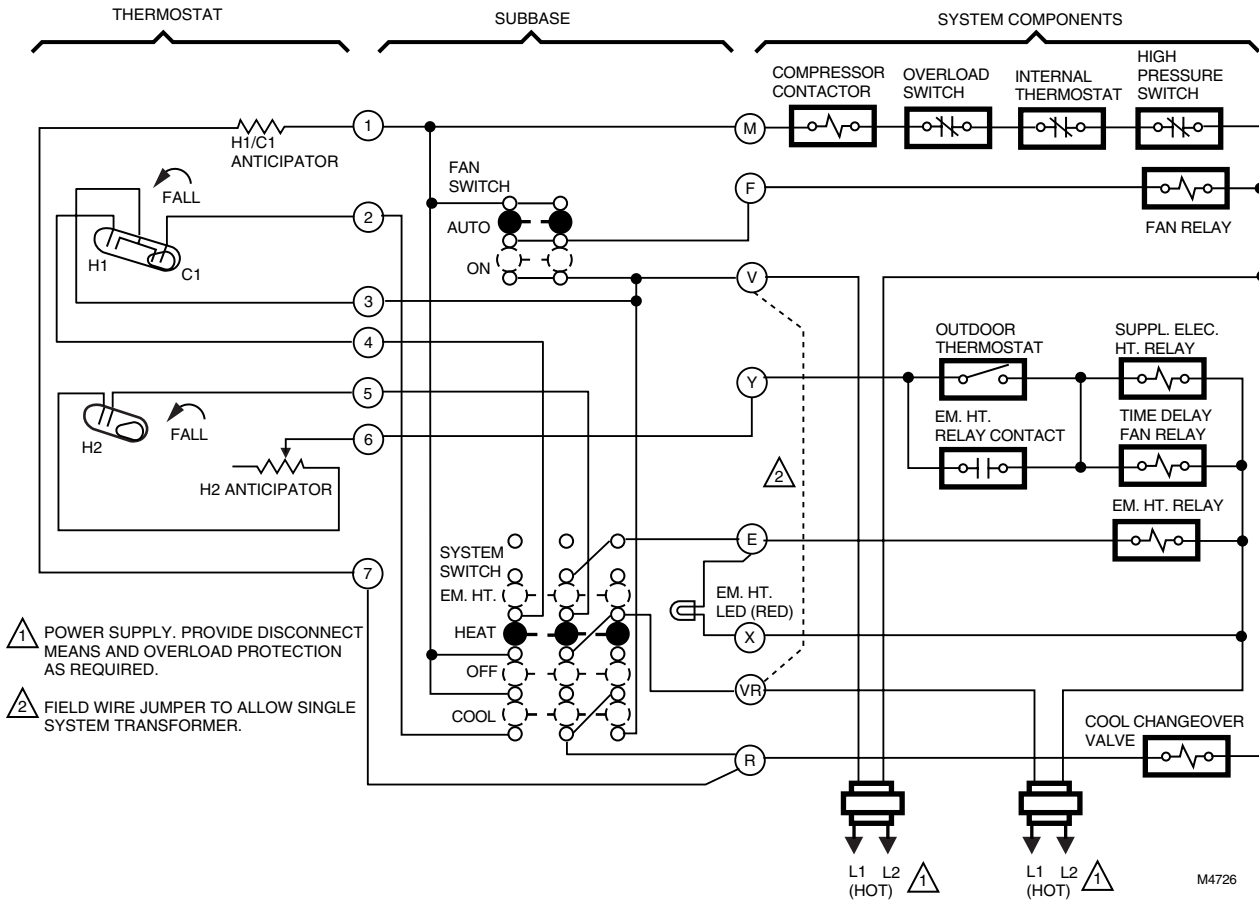 THERMOSTAT
SUBBASE
SYSTEM COMPONENTS
COMPRESSOR
CONTACTOR
OVERLOAD
SWITCH
INTERNAL
THERMOSTAT
HIGH
PRESSURE
SWITCH
1
M
H1/C1
ANTICIPATOR
FAN
SWITCH
FALL
F
2
AUTO
FAN RELAY
H1
C1
ON
V
3
4
OUTDOOR
THERMOSTAT
SUPPL. ELEC.
HT. RELAY
Y
5
EM. HT.
RELAY CONTACT
TIME DELAY
FAN RELAY
H2
FALL
6
2
H2 ANTICIPATOR
EM. HT. RELAY
SYSTEM
SWITCH
E
7
EM. HT.
EM. HT.
LED (RED)
1 POWER SUPPLY. PROVIDE DISCONNECT
MEANS AND OVERLOAD PROTECTION
AS REQUIRED.
HEAT
X
OFF
VR
2 FIELD WIRE JUMPER TO ALLOW SINGLE
SYSTEM TRANSFORMER.
COOL
COOL CHANGEOVER
VALVE
R
L1 L2
(HOT)
1
L1 L2
(HOT)
1
M4726